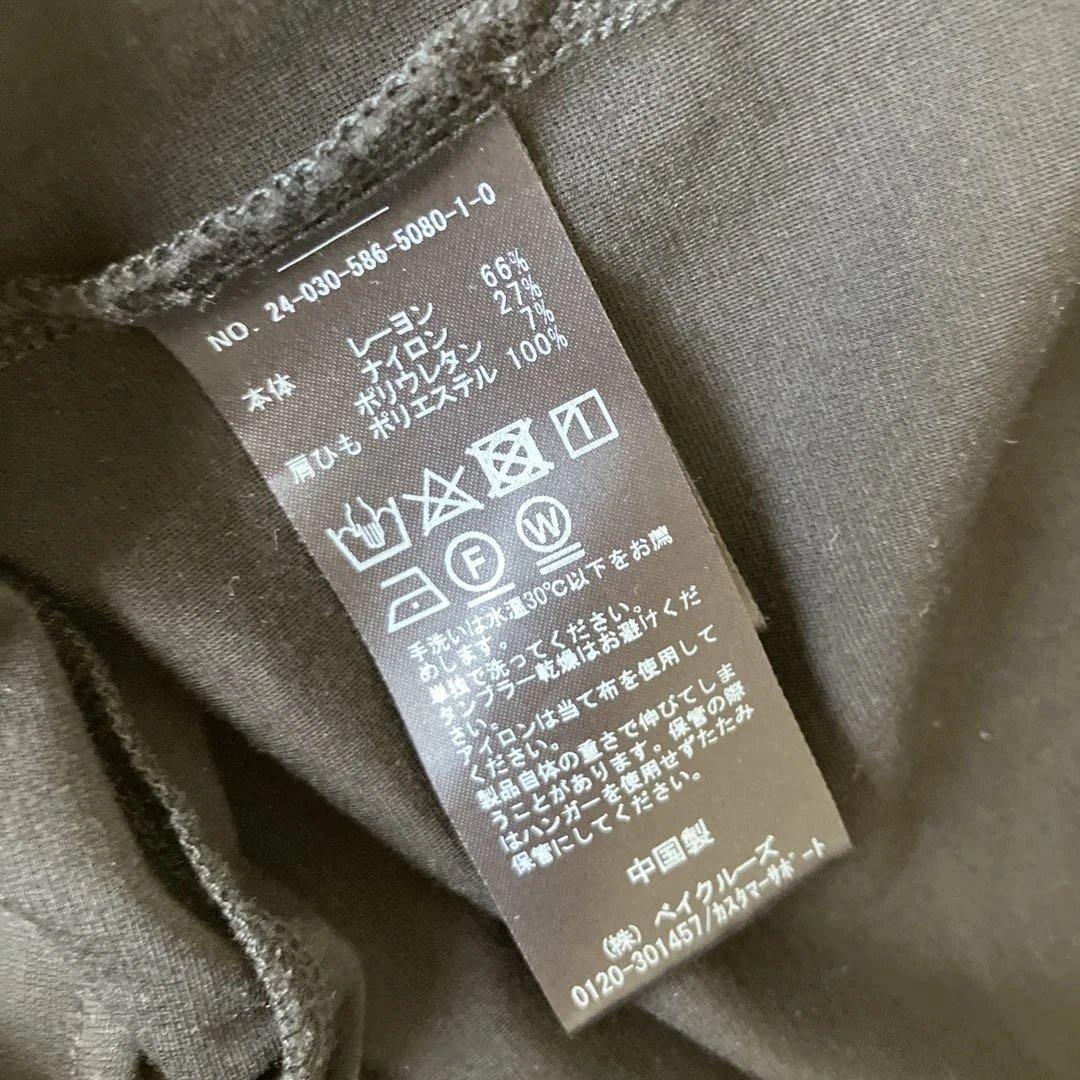 NO. 24-030-586-5080-1-0
本体 レーヨン 66%
ナイロン 27%
ポリウレタン 7%
肩ひも ポリエステル 100%
F W
手洗いは水温30℃以下をお薦
めします。
単独で洗ってください。
タンブラー乾燥はお避けくだ
さい。
アイロンは当て布を使用して
ください。
製品自体の重さで伸びてしま
うことがあります。保管の際
はハンガーを使用せずたたみ
保管にしてください。
中国製
(株) ベイクルーズ
0120-301457/カスタマーサポート